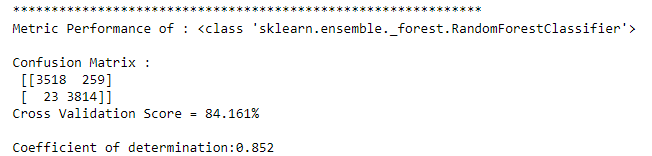 **************************************************************
Metric Performance of : <class 'sklearn.ensemble._forest.RandomForestClassifier'>
Confusion Matrix :
[[3518  259]
[  23 3814]]
Cross Validation Score = 84.161%
Coefficient of determination:0.852